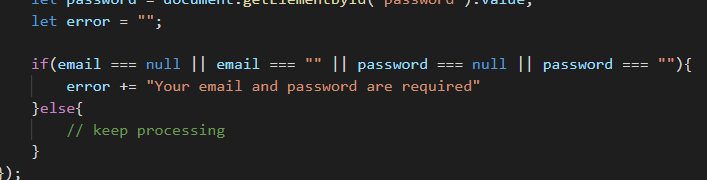 let password = document.getElementById("password").value;
let error = "";
if(email === null || email === "" || password === null || password === ""){
error += "Your email and password are required"
}else{
// keep processing
}
});